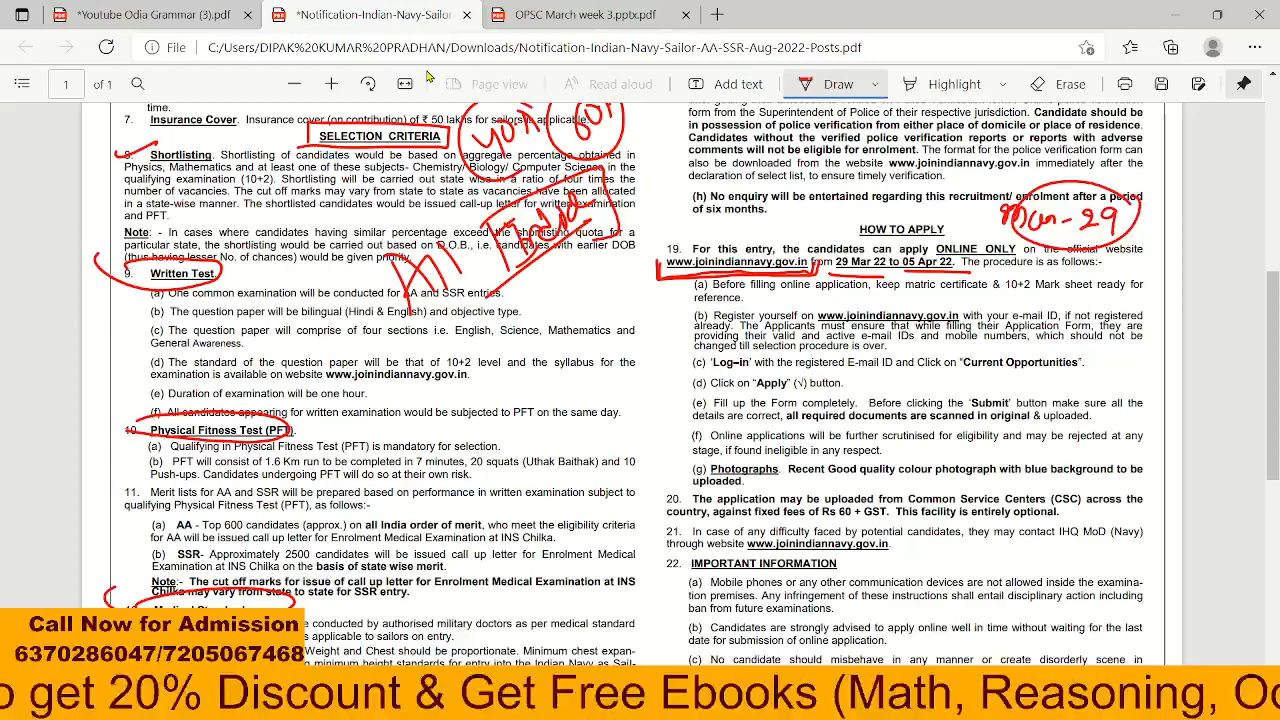 *Youtube Odia Grammar (3).pdf
*Notification-Indian-Navy-Sailor
OPSC March week 3.pptx.pdf
File C:/Users/DIPAK%20KUMAR%20PRADHAN/Downloads/Notification-Indian-Navy-Sailor-AA-SSR-Aug-2022-Posts.pdf
1 of 1
Page view
Read aloud
Add text
Draw
Highlight
Erase
time.
7. Insurance Cover. Insurance cover (on contribution) of ₹ 50 lakhs for sailors is applicable.
SELECTION CRITERIA
Shortlisting. Shortlisting of candidates would be based on aggregate percentage obtained in
Physics, Mathematics and at least one of these subjects- Chemistry/ Biology/ Computer Science in the
qualifying examination (10+2). Shortlisting will be carried out state wise in a ratio of four times the
number of vacancies. The cut off marks may vary from state to state as vacancies have been allocated
in a state-wise manner. The shortlisted candidates would be issued call-up letter for written examination
and PFT.
Note: - In cases where candidates having similar percentage exceed the shortlisting quota for a
particular state, the shortlisting would be carried out based on D.O.B., i.e. candidates with earlier DOB
(thus having lesser No. of chances) would be given priority.
9. Written Test.
(a) One common examination will be conducted for AA and SSR entries.
(b) The question paper will be bilingual (Hindi & English) and objective type.
(c) The question paper will comprise of four sections i.e. English, Science, Mathematics and
General Awareness.
(d) The standard of the question paper will be that of 10+2 level and the syllabus for the
examination is available on website www.joinindiannavy.gov.in.
(e) Duration of examination will be one hour.
(f) All candidates appearing for written examination would be subjected to PFT on the same day.
10. Physical Fitness Test (PFT).
(a) Qualifying in Physical Fitness Test (PFT) is mandatory for selection.
(b) PFT will consist of 1.6 Km run to be completed in 7 minutes, 20 squats (Uthak Baithak) and 10
Push-ups. Candidates undergoing PFT will do so at their own risk.
11. Merit lists for AA and SSR will be prepared based on performance in written examination subject to
qualifying Physical Fitness Test (PFT), as follows:-
(a) AA - Top 600 candidates (approx.) on all India order of merit, who meet the eligibility criteria
for AA will be issued call up letter for Enrolment Medical Examination at INS Chilka.
(b) SSR- Approximately 2500 candidates will be issued call up letter for Enrolment Medical
Examination at INS Chilka on the basis of state wise merit.
Note:- The cut off marks for issue of call up letter for Enrolment Medical Examination at INS
Chilka may vary from state to state for SSR entry.
conducted by authorised military doctors as per medical standard
applicable to sailors on entry.
Weight and Chest should be proportionate. Minimum chest expan-
minimum height standards for entry into the Indian Navy as Sail-
All India
from the Superintendent of Police of their respective jurisdiction. Candidate should be
in possession of police verification from either place of domicile or place of residence.
Candidates without the verified police verification reports or reports with adverse
comments will not be eligible for enrolment. The format for the police verification form can
also be downloaded from the website www.joinindiannavy.gov.in immediately after the
declaration of select list, to ensure timely verification.
(h) No enquiry will be entertained regarding this recruitment/ enrolment after a period
of six months.
29
HOW TO APPLY
19. For this entry, the candidates can apply ONLINE ONLY on the official website
www.joinindiannavy.gov.in from 29 Mar 22 to 05 Apr 22. The procedure is as follows:-
(a) Before filling online application, keep matric certificate & 10+2 Mark sheet ready for
reference.
(b) Register yourself on www.joinindiannavy.gov.in with your e-mail ID, if not registered
already. The Applicants must ensure that while filling their Application Form, they are
providing their valid and active e-mail IDs and mobile numbers, which should not be
changed till selection procedure is over.
(c) ‘Log–in’ with the registered E-mail ID and Click on “Current Opportunities”.
(d) Click on “Apply” (√) button.
(e) Fill up the Form completely. Before clicking the ‘Submit’ button make sure all the
details are correct, all required documents are scanned in original & uploaded.
(f) Online applications will be further scrutinised for eligibility and may be rejected at any
stage, if found ineligible in any respect.
(g) Photographs. Recent Good quality colour photograph with blue background to be
uploaded.
20. The application may be uploaded from Common Service Centers (CSC) across the
country, against fixed fees of Rs 60 + GST. This facility is entirely optional.
21. In case of any difficulty faced by potential candidates, they may contact IHQ MoD (Navy)
through website www.joinindiannavy.gov.in.
22. IMPORTANT INFORMATION
(a) Mobile phones or any other communication devices are not allowed inside the examina-
tion premises. Any infringement of these instructions shall entail disciplinary action including
ban from future examinations.
(b) Candidates are strongly advised to apply online well in time without waiting for the last
date for submission of online application.
(c) No candidate should misbehave in any manner or create disorderly scene in
Call Now for Admission
6370286047/7205067468
o get 20% Discount & Get Free Ebooks (Math, Reasoning, Oc